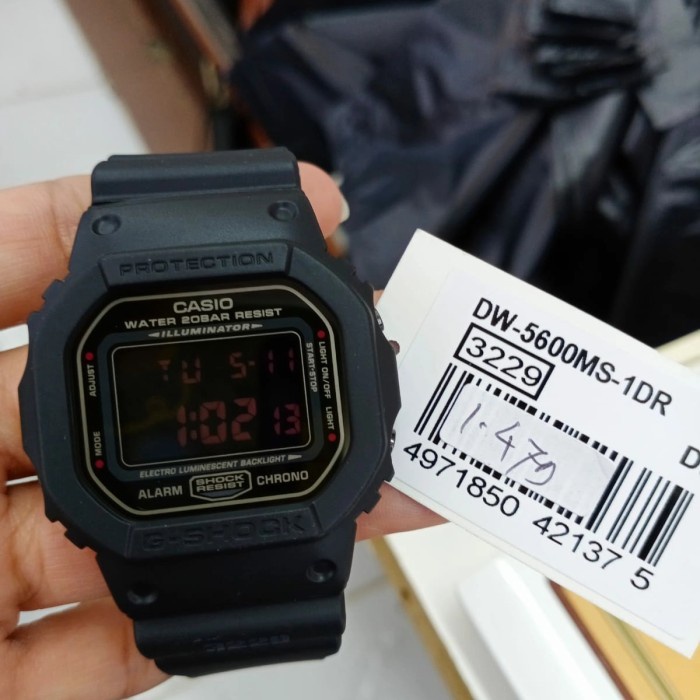 PROTECTION
CASIO
WATER 20BAR RESIST
ILLUMINATOR
ADJUST
MODE
LIGHT ON/OFF
START·STOP
LIGHT
TU 5-11
1:02 13
ELECTRO LUMINESCENT BACKLIGHT
ALARM SHOCK RESIST CHRONO
G-SHOCK
DW-5600MS-1DR
3229
1.479
D
4971850 42137 5